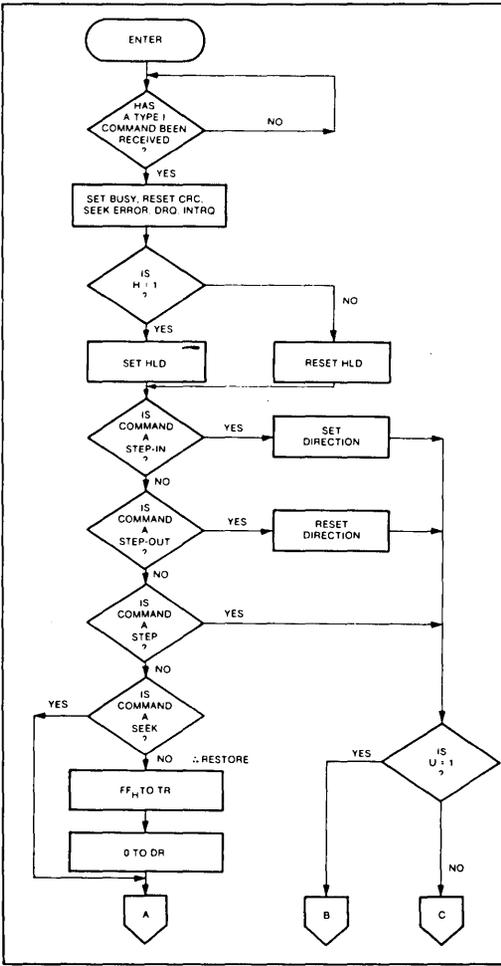 ENTER
HAS
A TYPE I
COMMAND BEEN
RECEIVED
?
NO
YES
SET BUSY, RESET CRC,
SEEK ERROR, DRQ, INTRQ
IS
H = 1
?
NO
YES
SET HLD
RESET HLD
IS
COMMAND
A
STEP-IN
?
YES
SET
DIRECTION
NO
IS
COMMAND
A
STEP-OUT
?
YES
RESET
DIRECTION
NO
IS
COMMAND
A
STEP
?
YES
NO
IS
COMMAND
A
SEEK
?
YES
NO ∴ RESTORE
IS
U = 1
?
YES
NO
FFH TO TR
0 TO DR
A
B
C